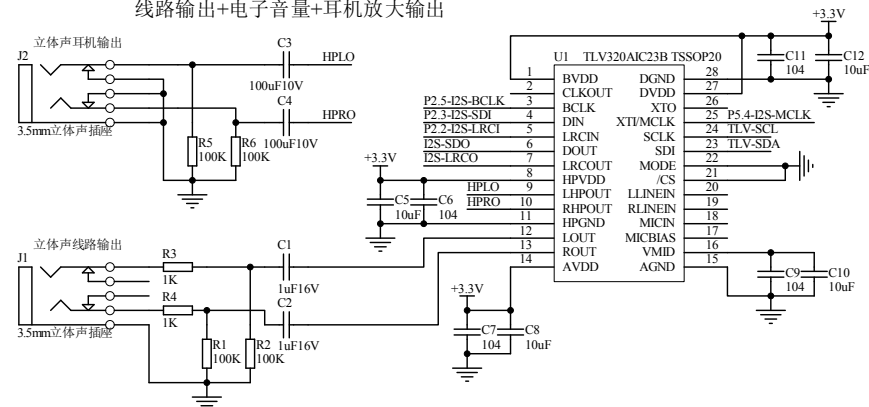 线路输出+电子音量+耳机放大输出
立体声耳机输出
J2
3.5mm立体声插座
C3
100uF10V
HPLO
C4
100uF10V
HPRO
R5
100K
R6
100K
立体声线路输出
J1
3.5mm立体声插座
R3
1K
R4
1K
R1
100K
R2
100K
C1
1uF16V
C2
1uF16V
+3.3V
C5
10uF
C6
104
+3.3V
C7
104
C8
10uF
U1 TLV320AIC23B TSSOP20
1 BVDD
2 CLKOUT
P2.5-I2S-BCLK 3 BCLK
P2.3-I2S-SDI 4 DIN
P2.2-I2S-LRCI 5 LRCIN
I2S-SDO 6 DOUT
I2S-LRCO 7 LRCOUT
8 HPVDD
HPLO 9 LHPOUT
HPRO 10 RHPOUT
11 HPGND
12 LOUT
13 ROUT
14 AVDD
DGND 28
DVDD 27
XTO 26
XTI/MCLK 25 P5.4-I2S-MCLK
SCLK 24 TLV-SCL
SDI 23 TLV-SDA
MODE 22
/CS 21
LLINEIN 20
RLINEIN 19
MICIN 18
MICBIAS 17
VMID 16
AGND 15
+3.3V
C11
104
C12
10uF
C9
104
C10
10uF